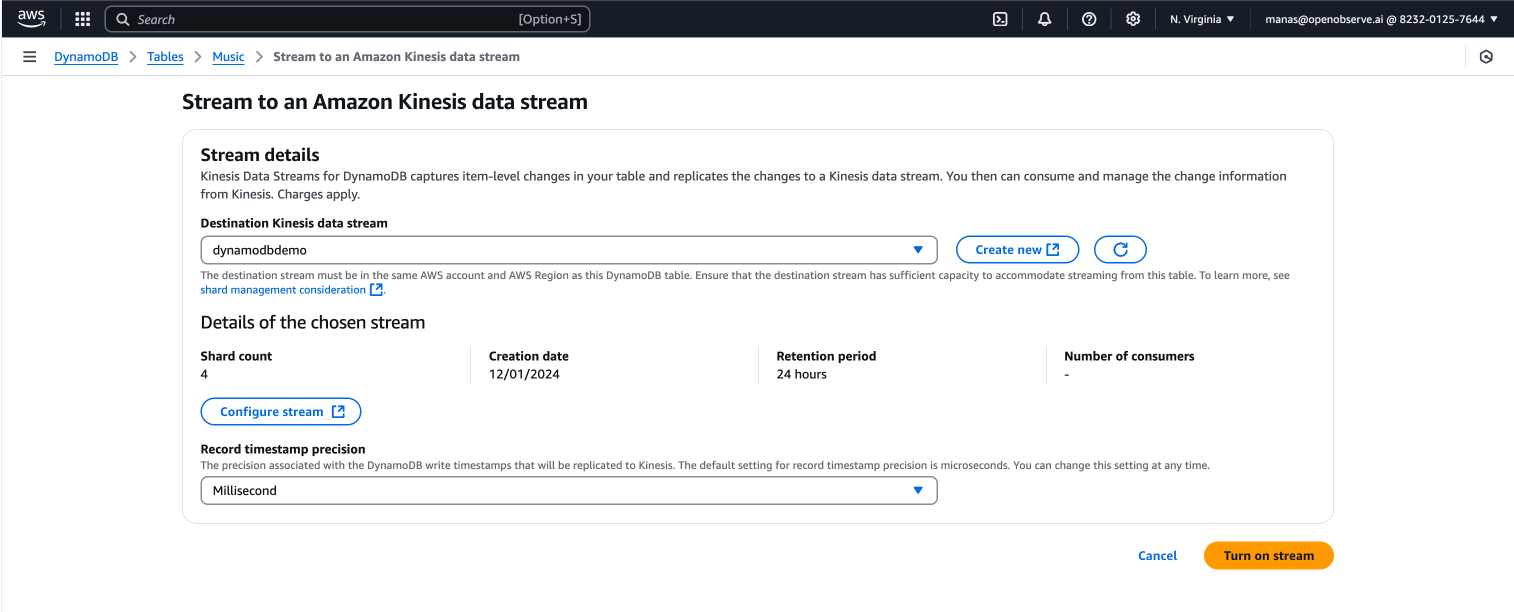 aws
Search [Option+S] N. Virginia ▼ manas@openobserve.ai @ 8232-0125-7644 ▼
DynamoDB > Tables > Music > Stream to an Amazon Kinesis data stream
Stream to an Amazon Kinesis data stream
Stream details
Kinesis Data Streams for DynamoDB captures item-level changes in your table and replicates the changes to a Kinesis data stream. You then can consume and manage the change information
from Kinesis. Charges apply.
Destination Kinesis data stream
dynamodbdemo ▼ Create new
The destination stream must be in the same AWS account and AWS Region as this DynamoDB table. Ensure that the destination stream has sufficient capacity to accommodate streaming from this table. To learn more, see
shard management consideration .
Details of the chosen stream
Shard count Creation date Retention period Number of consumers
4 12/01/2024 24 hours -
Configure stream
Record timestamp precision
The precision associated with the DynamoDB write timestamps that will be replicated to Kinesis. The default setting for record timestamp precision is microseconds. You can change this setting at any time.
Millisecond ▼
Cancel Turn on stream